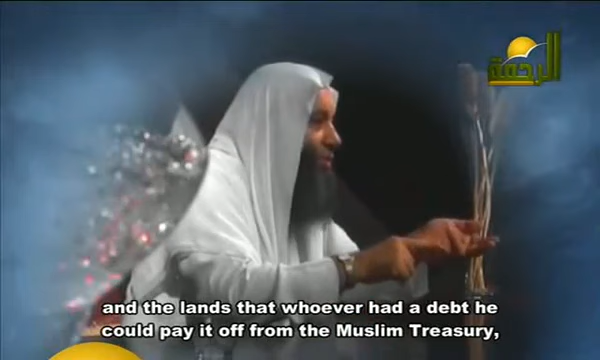 الرحمة
and the lands that whoever had a debt he
could pay it off from the Muslim Treasury,